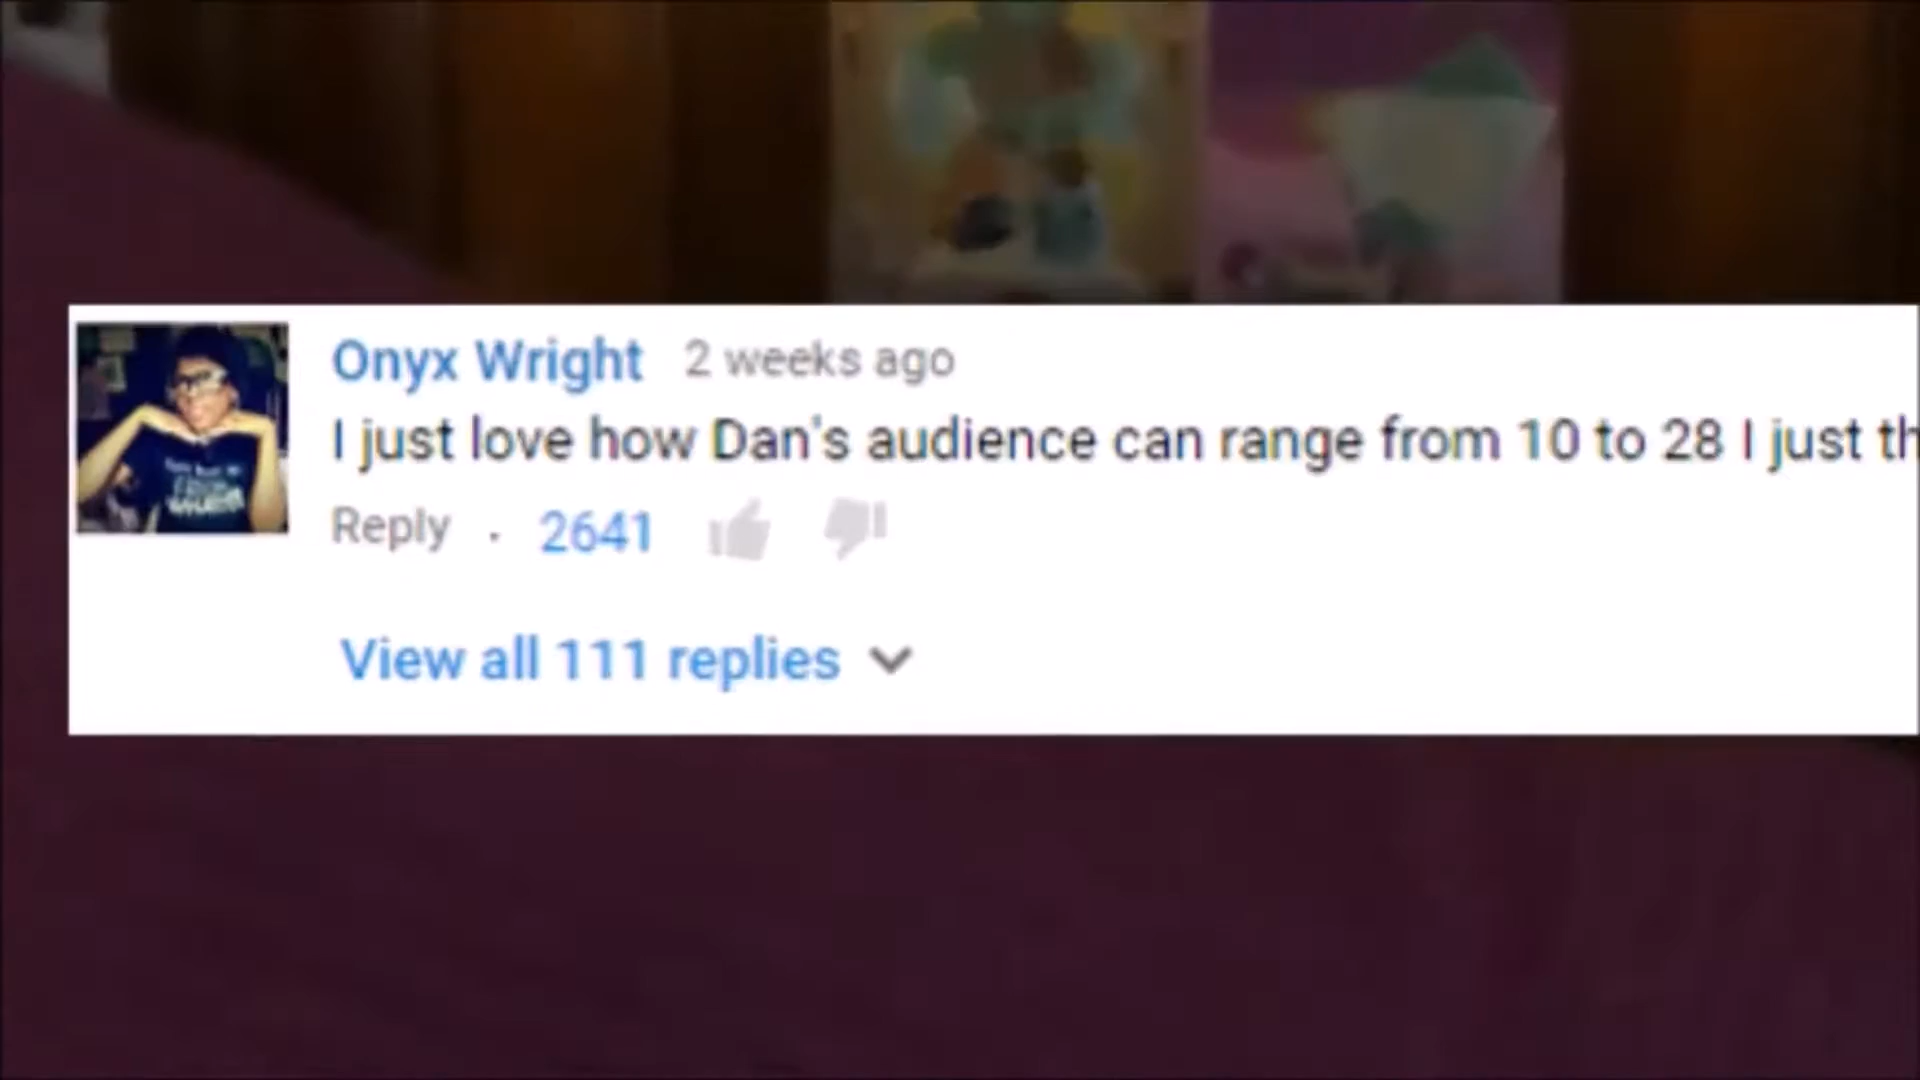 Onyx Wright 2 weeks ago
I just love how Dan's audience can range from 10 to 28 I just th
Reply . 2641
View all 111 replies